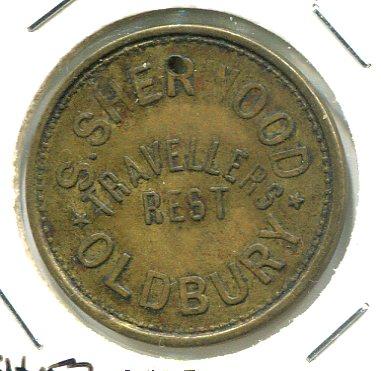 S. SHERWOOD
TRAVELLERS
REST
OLDBURY